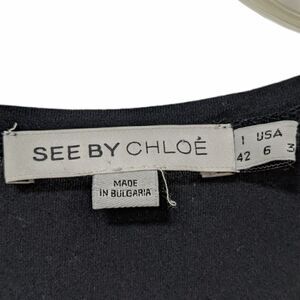 SEE BY CHLOÉ
I USA
42 6 3
MADE
IN BULGARIA